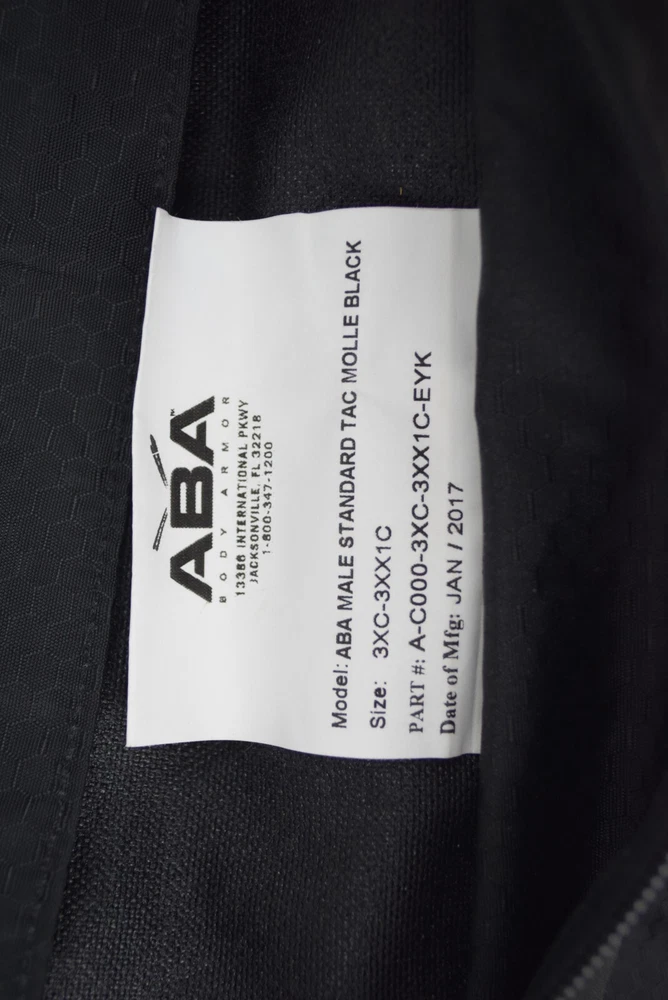 ABA™
BODY ARMOR
13386 INTERNATIONAL PKWY
JACKSONVILLE, FL 32218
1-800-347-1200
Model: ABA MALE STANDARD TAC MOLLE BLACK
Size: 3XC-3XX1C
PART #: A-C000-3XC-3XX1C-EYK
Date of Mfg: JAN / 2017